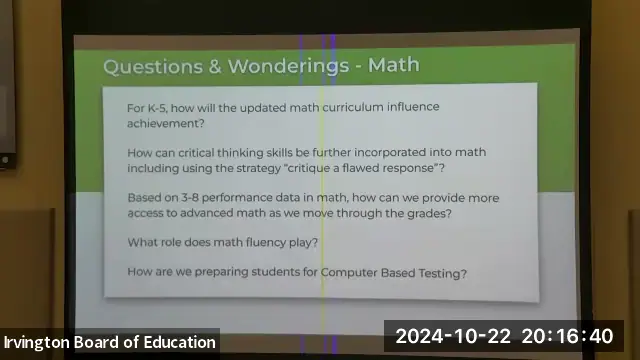 Questions & Wonderings - Math
For K-5, how will the updated math curriculum influence
achievement?
How can critical thinking skills be further incorporated into math
including using the strategy “critique a flawed response”?
Based on 3-8 performance data in math, how can we provide more
access to advanced math as we move through the grades?
What role does math fluency play?
How are we preparing students for Computer Based Testing?
Irvington Board of Education
2024-10-22 20:16:40